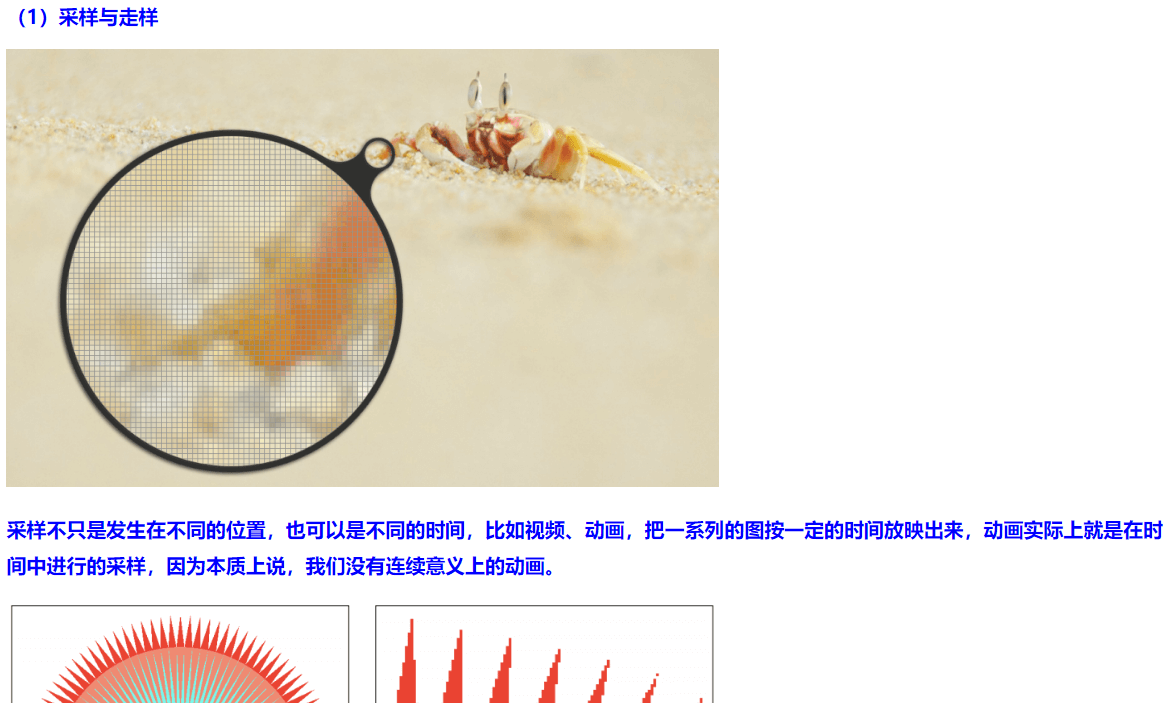 （1）采样与走样
采样不只是发生在不同的位置，也可以是不同的时间，比如视频、动画，把一系列的图按一定的时间放映出来，动画实际上就是在时
间中进行的采样，因为本质上说，我们没有连续意义上的动画。